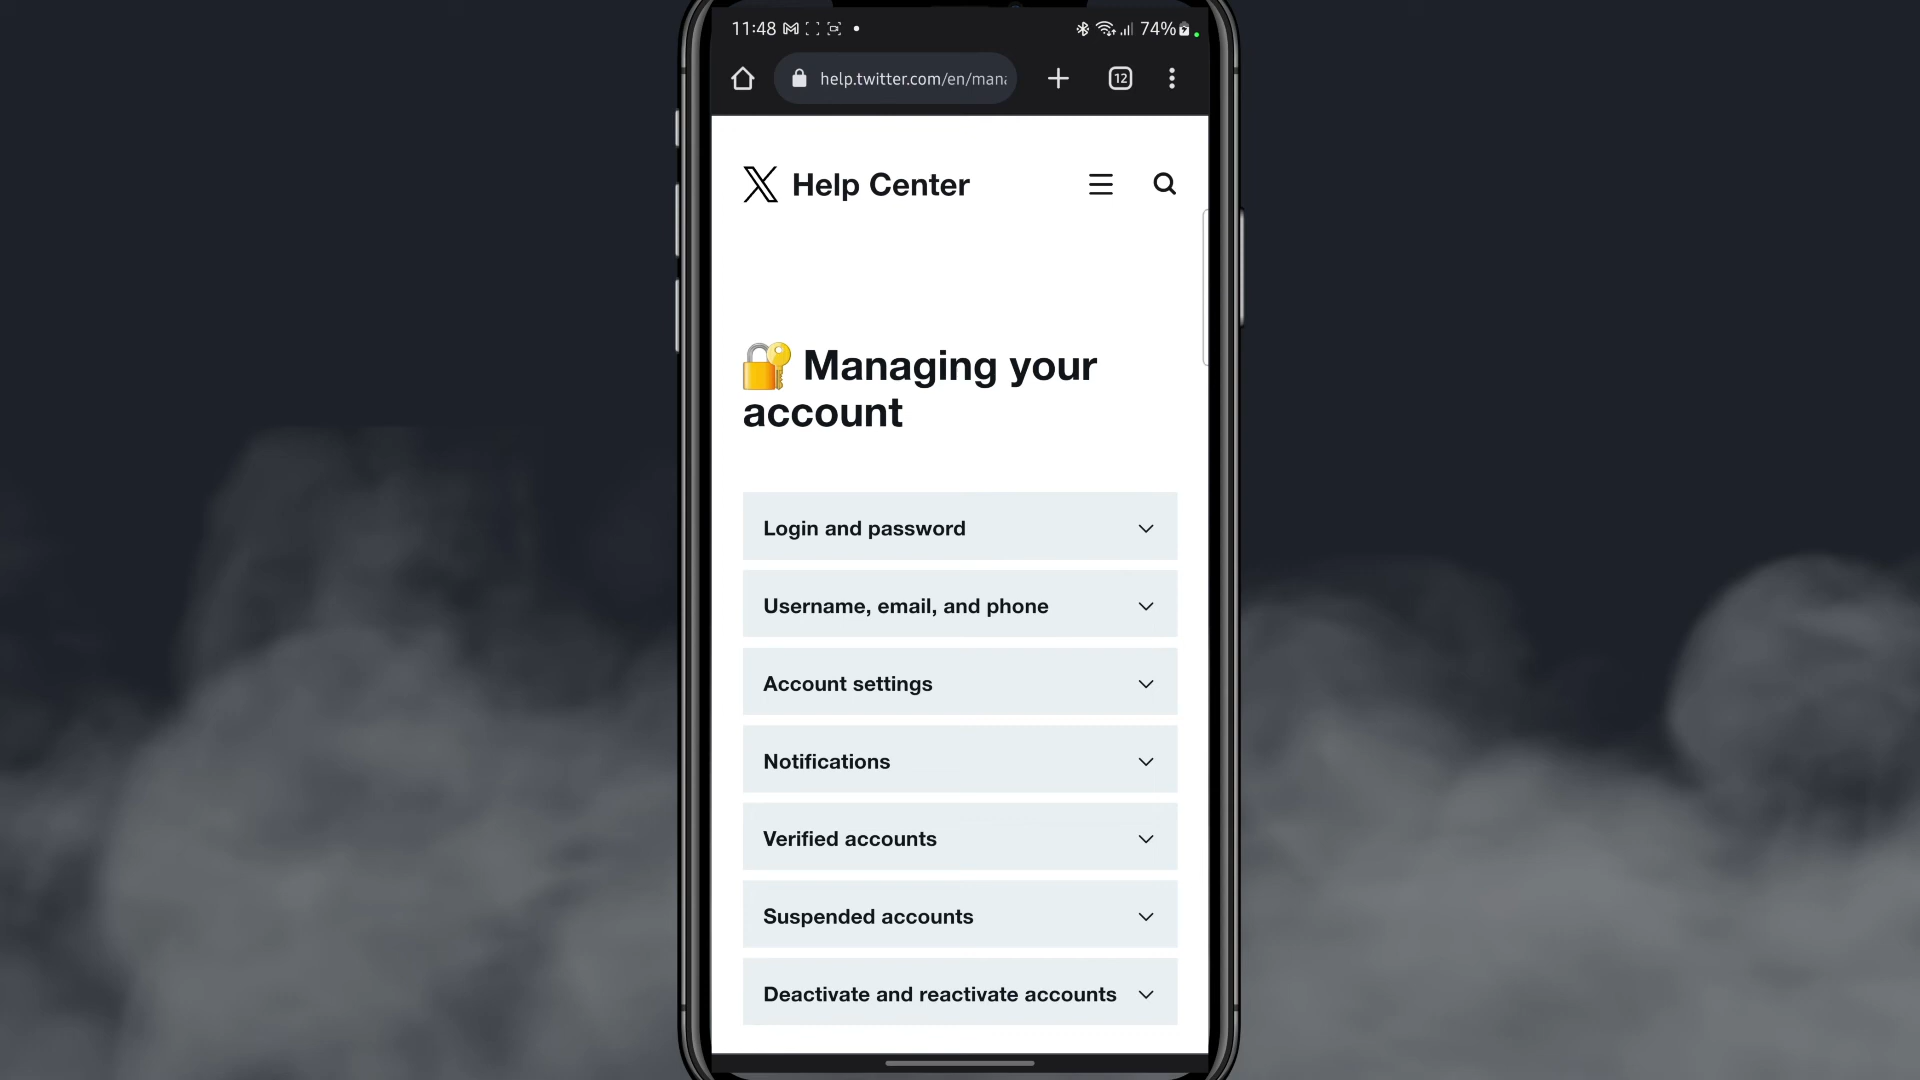 11:48 74%
help.twitter.com/en/mana
12
X Help Center
Managing your
account
Login and password
Username, email, and phone
Account settings
Notifications
Verified accounts
Suspended accounts
Deactivate and reactivate accounts